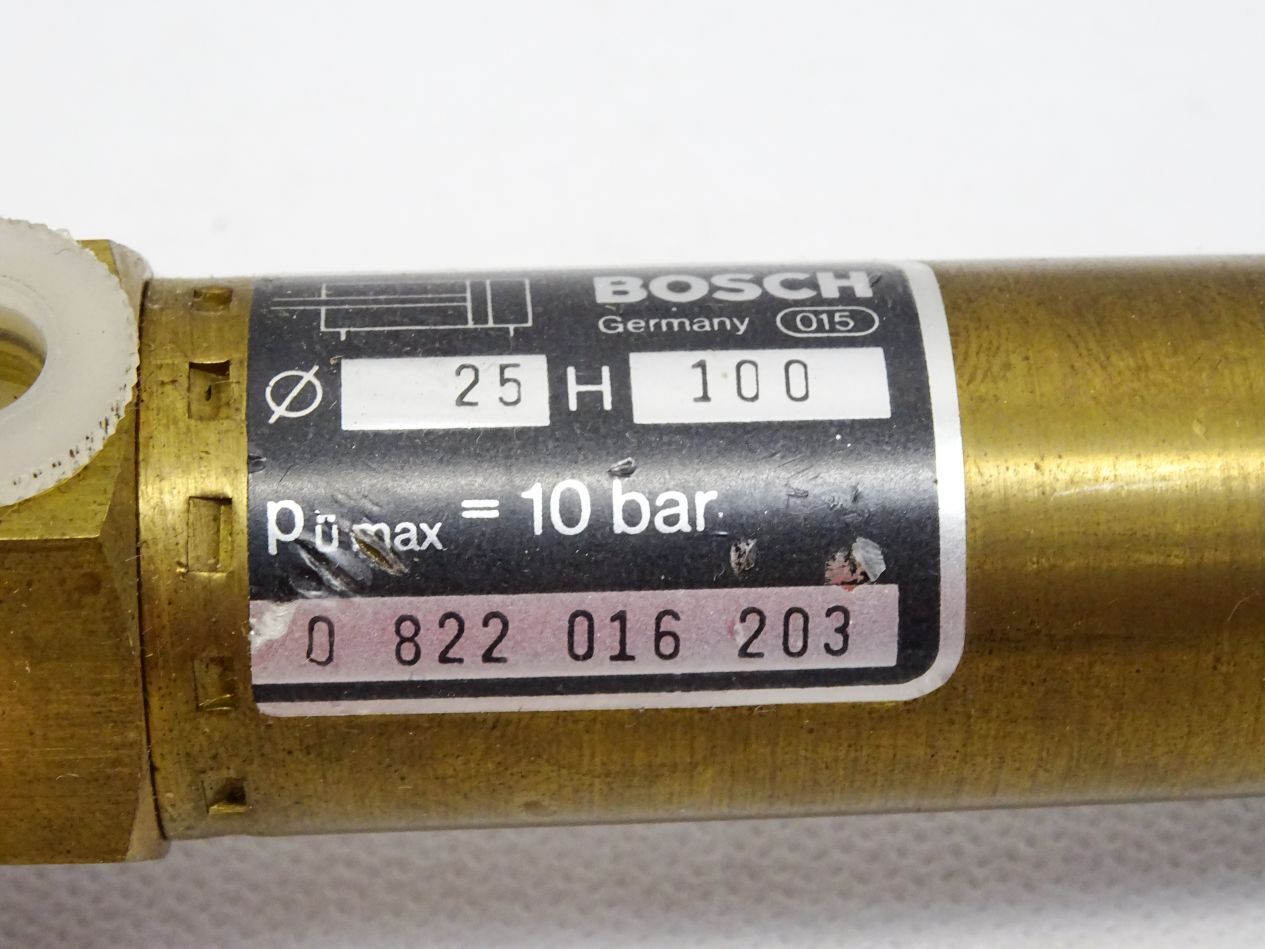 BOSCH
Germany 015
Ø 25 H 100
pü max = 10 bar
0 822 016 203